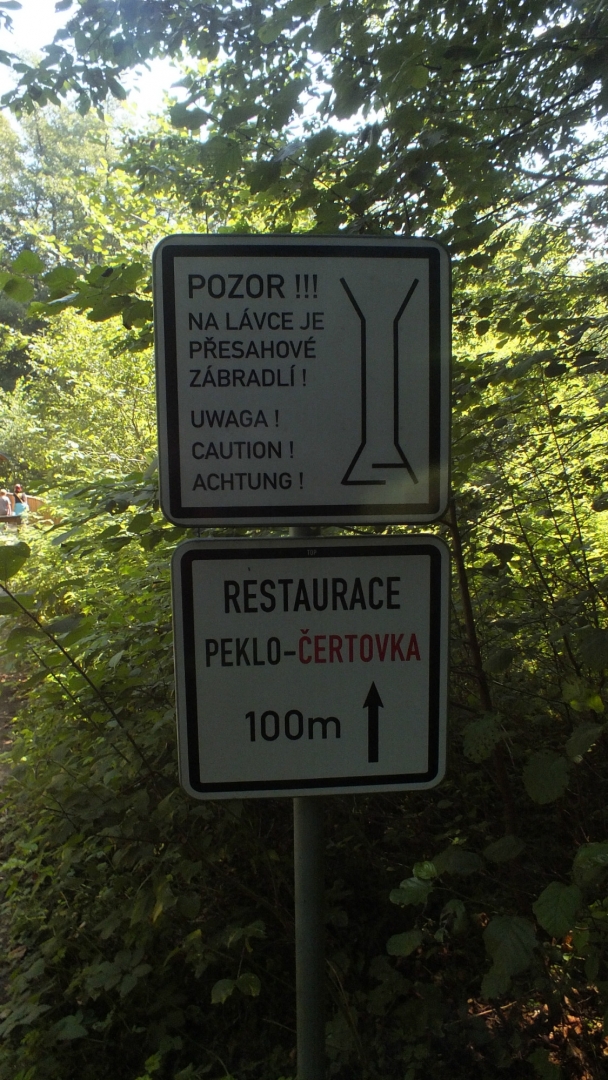 POZOR !!!
NA LÁVCE JE
PŘESAHOVÉ
ZÁBRADLÍ !
UWAGA !
CAUTION !
ACHTUNG !
RESTAURACE
PEKLO-ČERTOVKA
100m